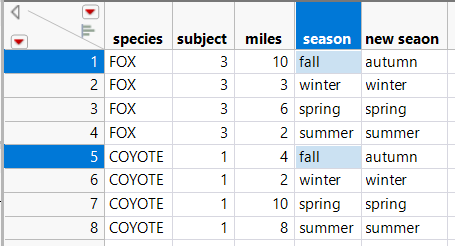 species subject miles season new seaon
1 FOX 3 10 fall autumn
2 FOX 3 3 winter winter
3 FOX 3 6 spring spring
4 FOX 3 2 summer summer
5 COYOTE 1 4 fall autumn
6 COYOTE 1 2 winter winter
7 COYOTE 1 10 spring spring
8 COYOTE 1 8 summer summer